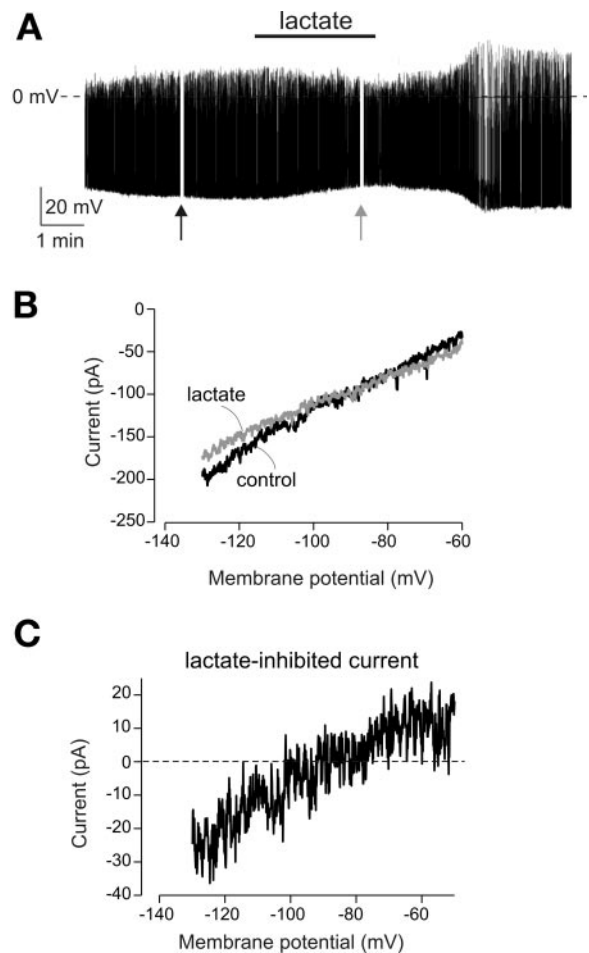 A
lactate
0 mV
20 mV
1 min
B
0
-50
-100
-150
-200
-250
Current (pA)
lactate
control
-140
-120
-100
-80
-60
Membrane potential (mV)
C
lactate-inhibited current
20
10
0
-10
-20
-30
-40
Current (pA)
-140
-120
-100
-80
-60
Membrane potential (mV)